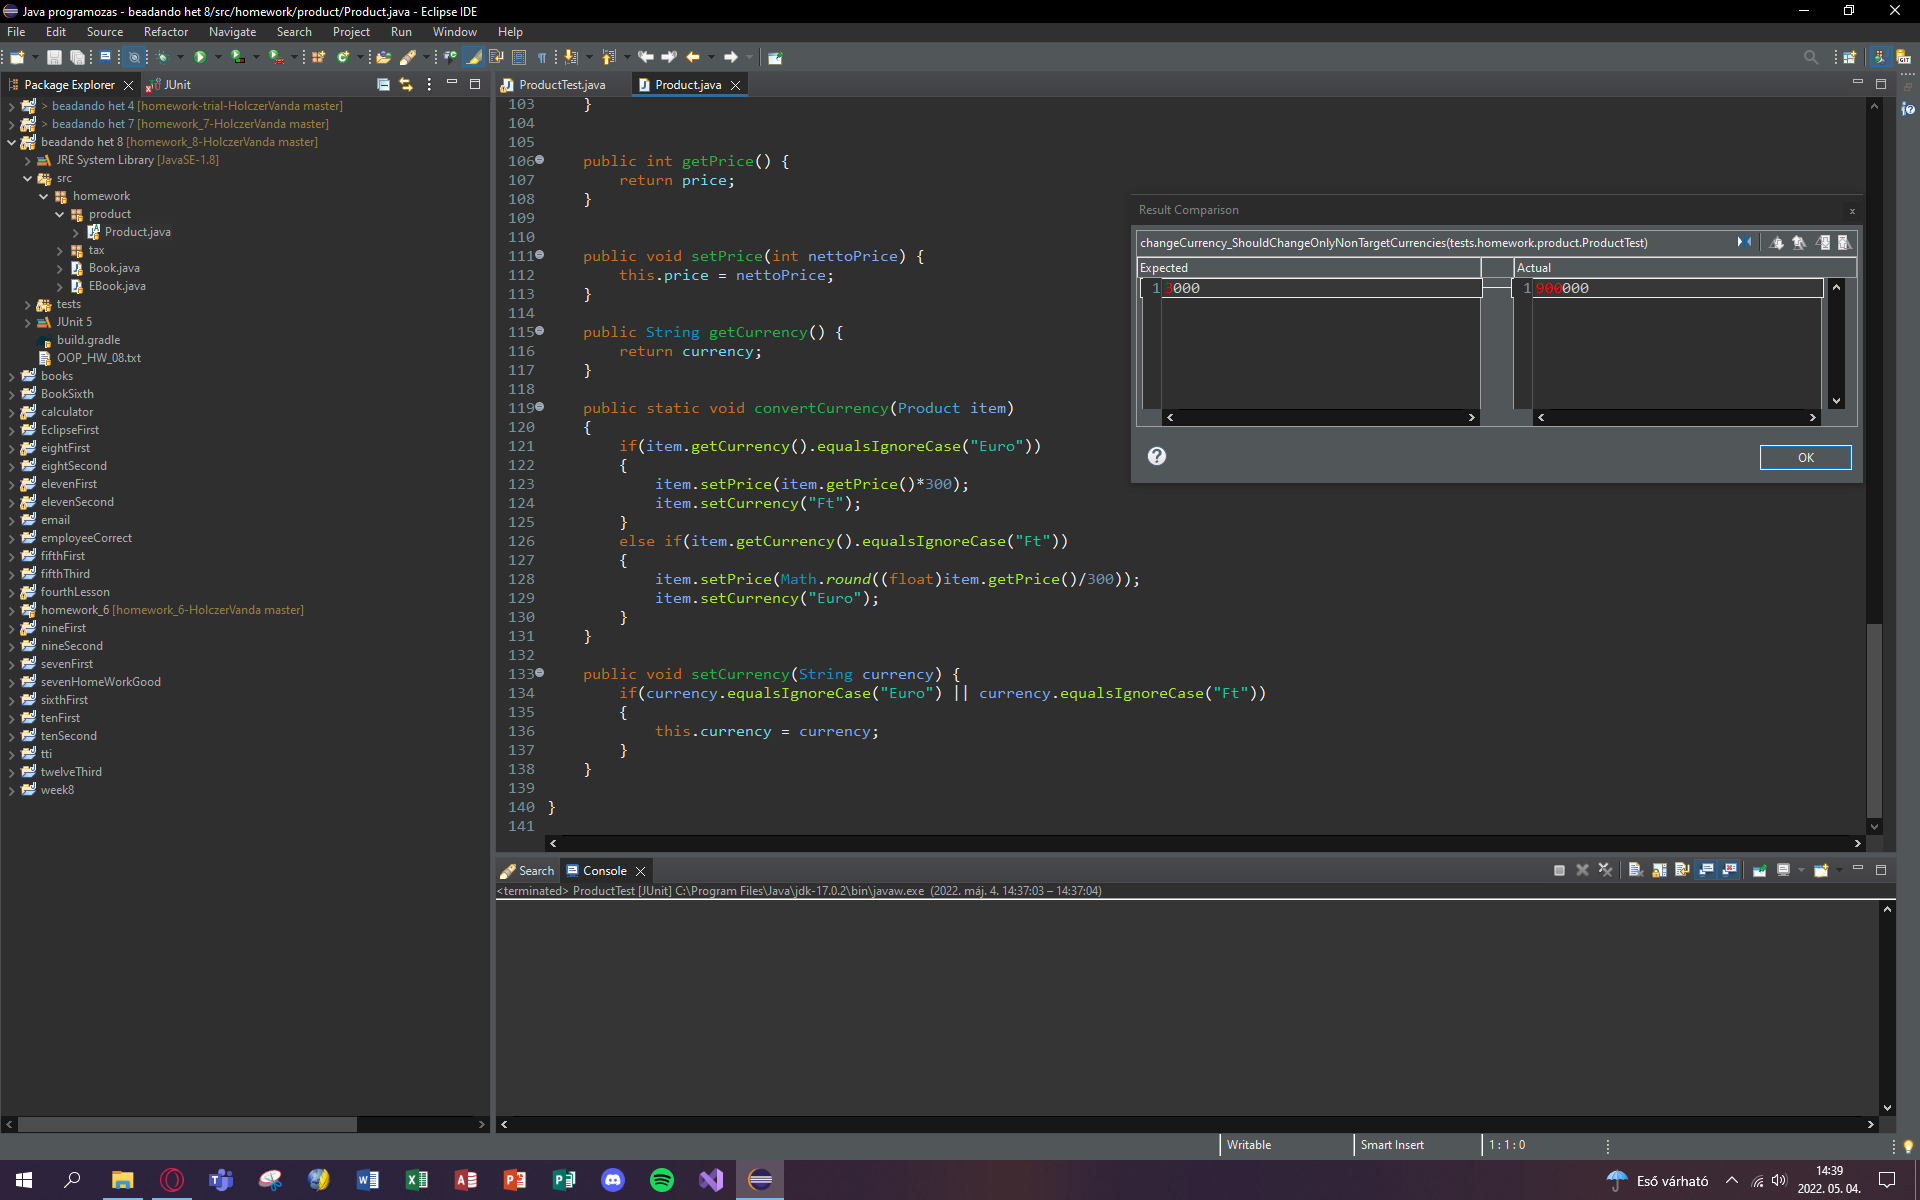 Java programozas - beadando het 8/src/homework/product/Product.java - Eclipse IDE
File Edit Source Refactor Navigate Search Project Run Window Help
Package Explorer JUnit
> beadando het 4 [homework-trial-HolczerVanda master]
> beadando het 7 [homework_7-HolczerVanda master]
beadando het 8 [homework_8-HolczerVanda master]
JRE System Library [JavaSE-1.8]
src
homework
product
Product.java
tax
Book.java
EBook.java
tests
JUnit 5
build.gradle
OOP_HW_08.txt
books
BookSixth
calculator
EclipseFirst
eightFirst
eightSecond
elevenFirst
elevenSecond
email
employeeCorrect
fifthFirst
fifthThird
fourthLesson
homework_6 [homework_6-HolczerVanda master]
nineFirst
nineSecond
sevenFirst
sevenHomeWorkGood
sixthFirst
tenFirst
tenSecond
tti
twelveThird
week8
ProductTest.java Product.java
103 }
104
105
106 public int getPrice() {
107 return price;
108 }
109
110
111 public void setPrice(int nettoPrice) {
112 this.price = nettoPrice;
113 }
114
115 public String getCurrency() {
116 return currency;
117 }
118
119 public static void convertCurrency(Product item)
120 {
121 if(item.getCurrency().equalsIgnoreCase("Euro"))
122 {
123 item.setPrice(item.getPrice()*300);
124 item.setCurrency("Ft");
125 }
126 else if(item.getCurrency().equalsIgnoreCase("Ft"))
127 {
128 item.setPrice(Math.round((float)item.getPrice()/300));
129 item.setCurrency("Euro");
130 }
131 }
132
133 public void setCurrency(String currency) {
134 if(currency.equalsIgnoreCase("Euro") || currency.equalsIgnoreCase("Ft"))
135 {
136 this.currency = currency;
137 }
138 }
139
140 }
141
Result Comparison
changeCurrency_ShouldChangeOnlyNonTargetCurrencies(tests.homework.product.ProductTest)
Expected Actual
1 3000 1 900000
OK
Search Console
<terminated> ProductTest [JUnit] C:\Program Files\Java\jdk-17.0.2\bin\javaw.exe (2022. máj. 4. 14:37:03 – 14:37:04)
Writable Smart Insert 1 : 1 : 0
Eső várható
14:39
2022. 05. 04.